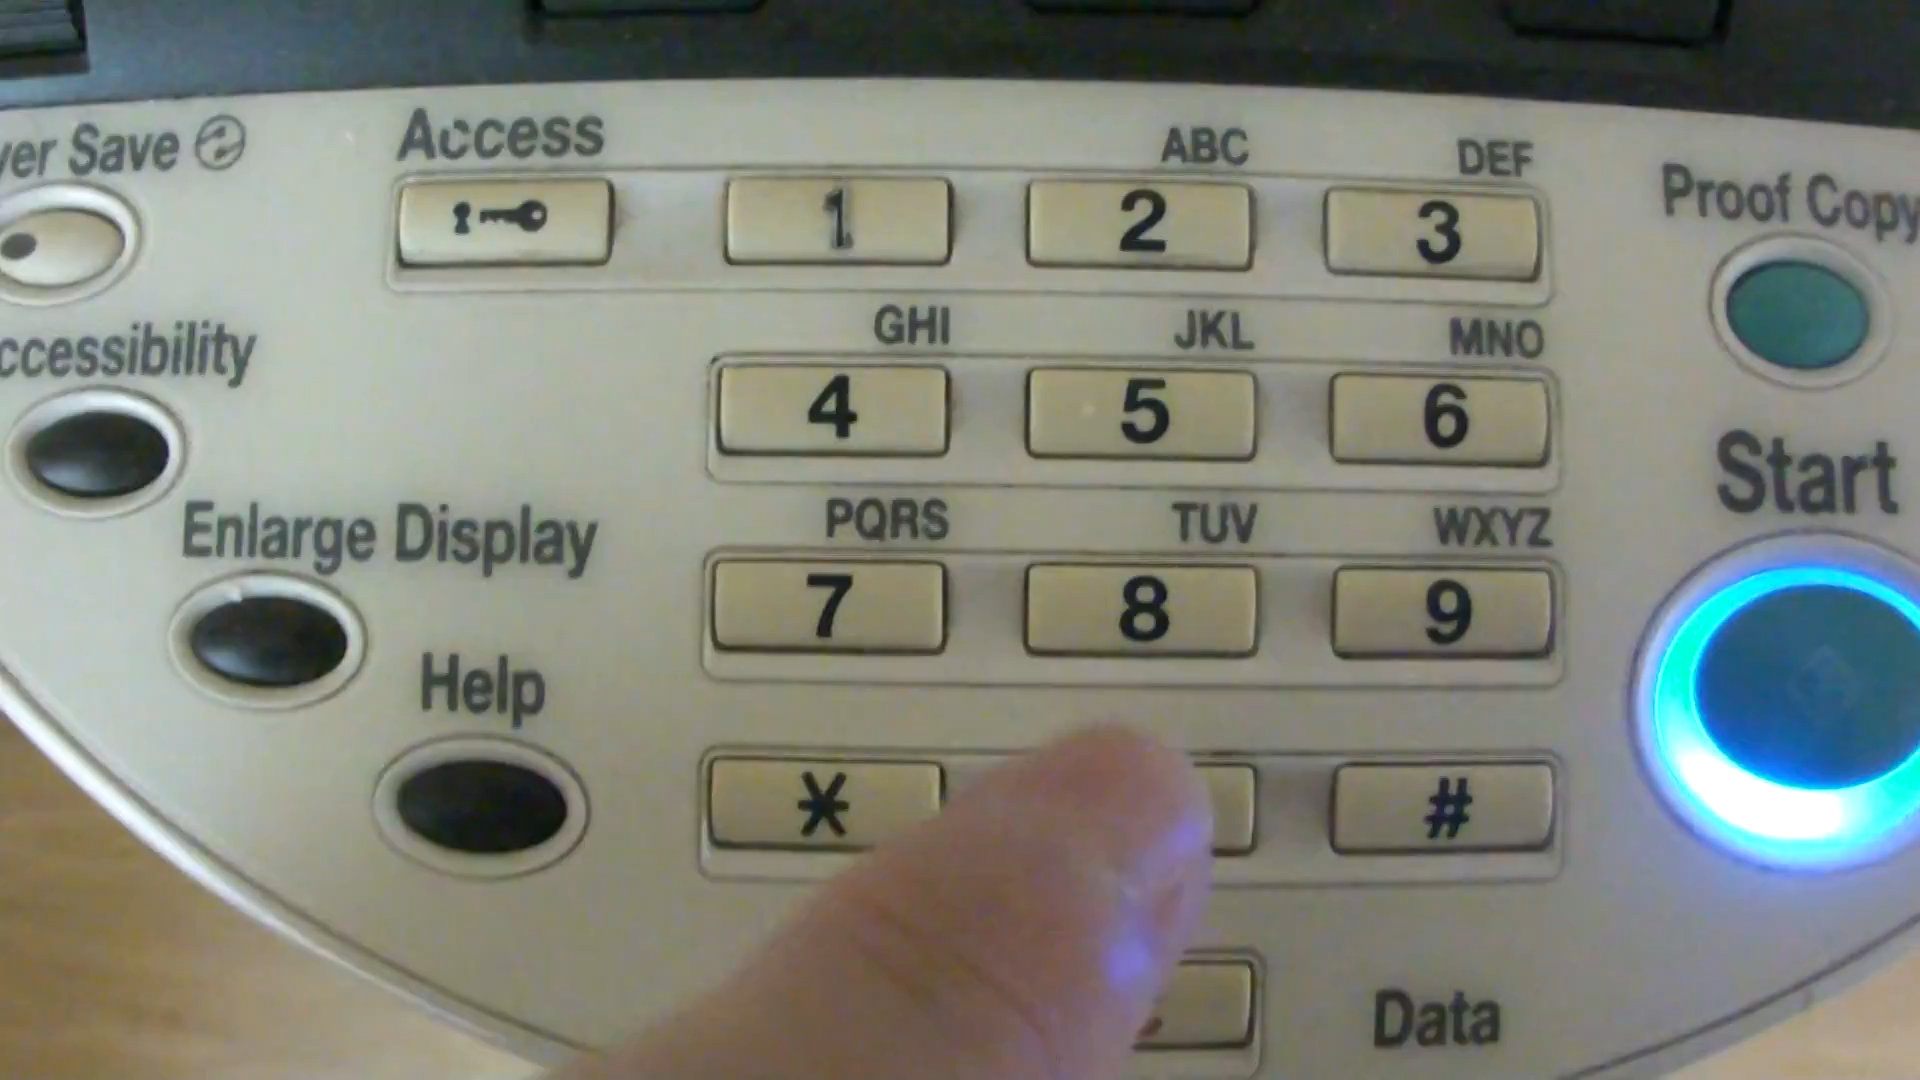 yer Save
Access
ABC
DEF
Proof Copy
1
2
3
ccessibility
GHI
JKL
MNO
4
5
6
Start
Enlarge Display
PQRS
TUV
WXYZ
7
8
9
Help
*
#
Data